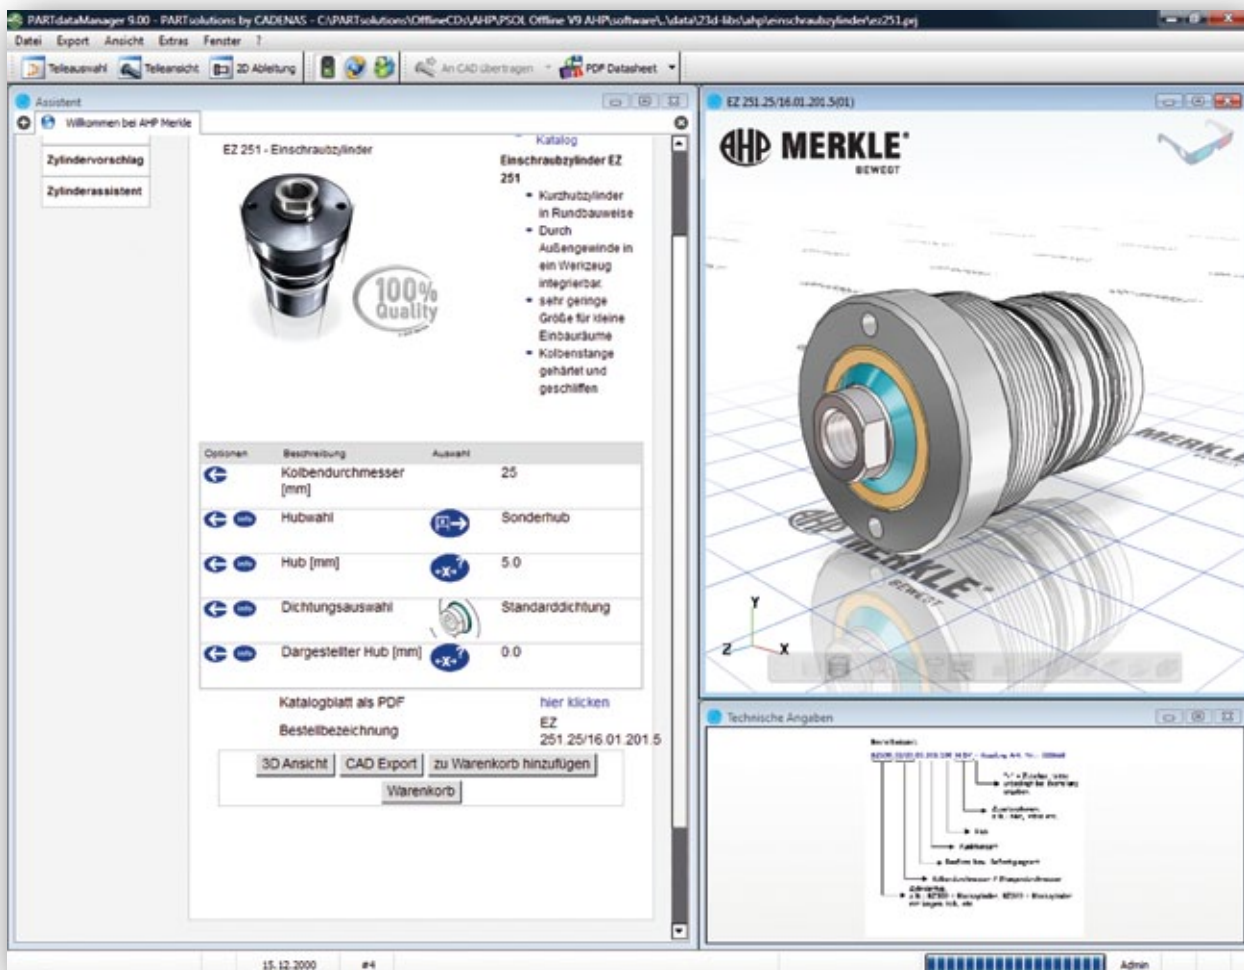 PARTdataManager 9.00 - PARTsolutions by CADENAS - C:\PARTsolutions\OfflineCDs\AHP\PSOL Offline V9 AHP\software\.\data\23d-libs\ahp\einschraubzylinder\ez251.prj
Datei Export Ansicht Extras Fenster ?
Teileauswahl Teileansicht 2D Ableitung An CAD übertragen PDF Datasheet
Assistent
Willkommen bei AHP Merkle
Zylindervorschlag
Zylinderassistent
EZ 251 - Einschraubzylinder
100%
Quality
Katalog
Einschraubzylinder EZ
251
Kurzhubzylinder
in Rundbauweise
Durch
Außengewinde in
ein Werkzeug
integrierbar.
sehr geringe
Größe für kleine
Einbauräume
Kolbenstange
gehärtet und
geschliffen
Optionen Beschreibung Auswahl
Kolbendurchmesser 25
[mm]
info Hubwahl Sonderhub
info Hub [mm] 5.0
info Dichtungsauswahl Standarddichtung
info Dargestellter Hub [mm] 0.0
Katalogblatt als PDF hier klicken
Bestellbezeichnung EZ
251.25/16.01.201.5
3D Ansicht CAD Export zu Warenkorb hinzufügen
Warenkorb
EZ 251.25/16.01.201.5(01)
AHP MERKLE
BEWEGT
MERKLE
AHP MERKLE
BEWEGT
Y
Z X
Technische Angaben
Hub
Funktionsart
Kolbendurchmesser / Stangendurchmesser
15.12.2000 #4 Admin